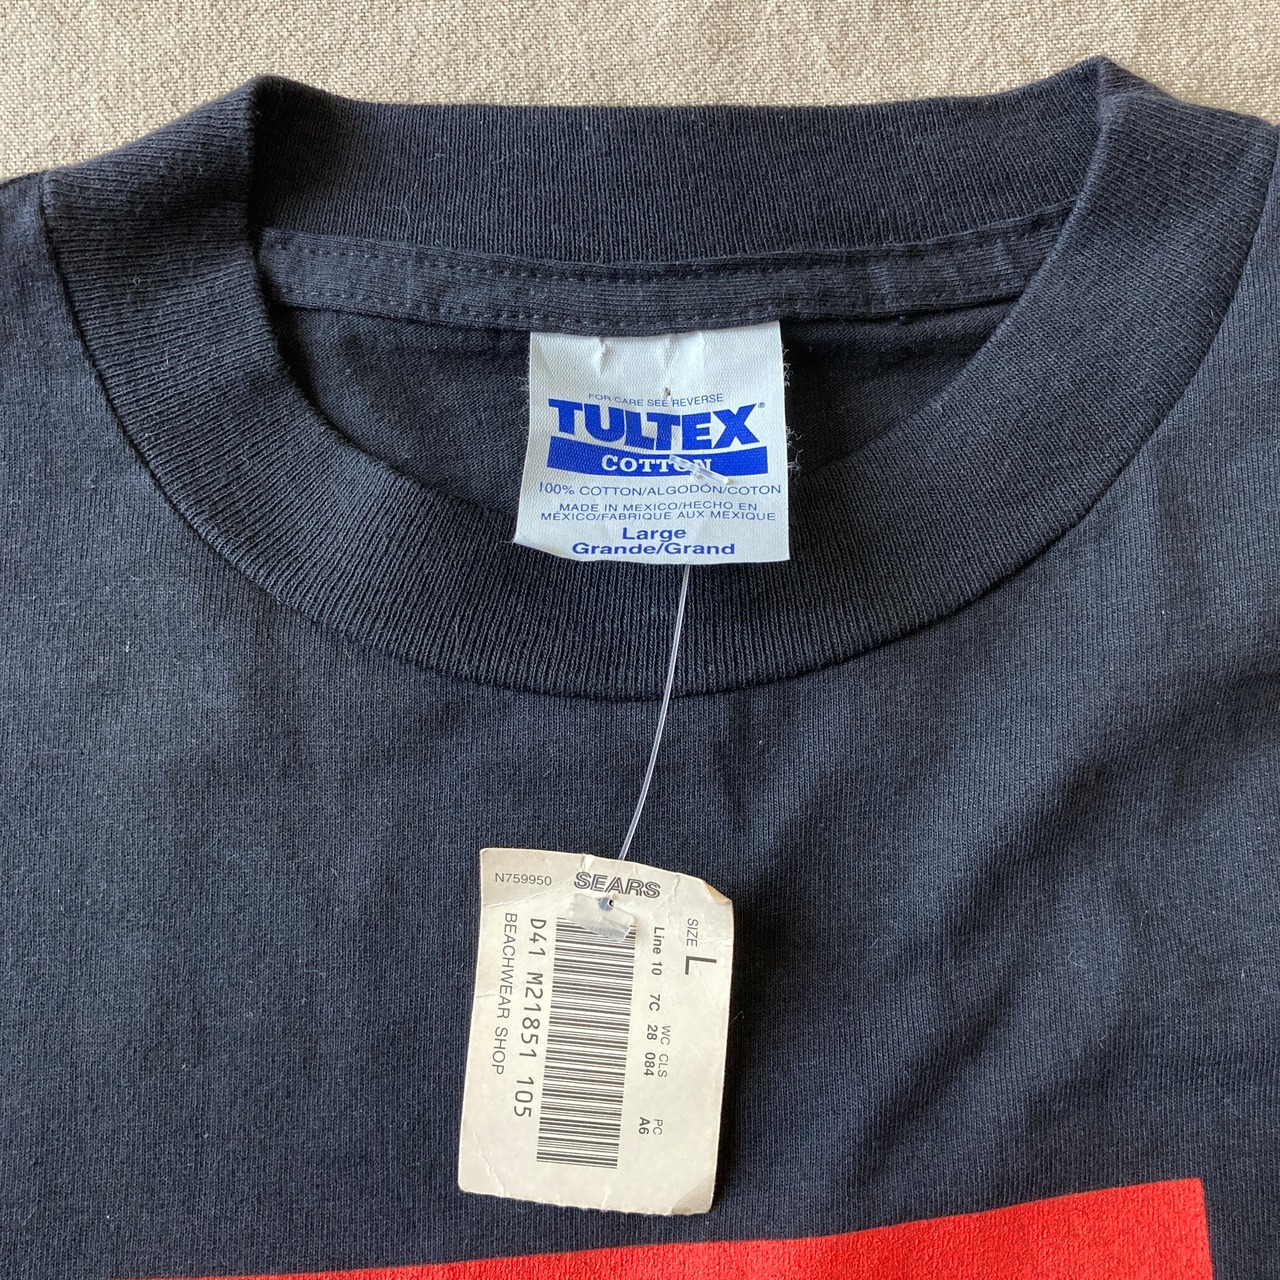 FOR CARE SEE REVERSE
TULTEX®
COTTON
100% COTTON/ALGODÓN/COTON
MADE IN MEXICO/HECHO EN
MÉXICO/FABRIQUE AUX MEXIQUE
Large
Grande/Grand
N759950 SEARS
SIZE L
Line 10 7C WC 28 CLS 084 PC A6
D41 M21851 105
BEACHWEAR SHOP